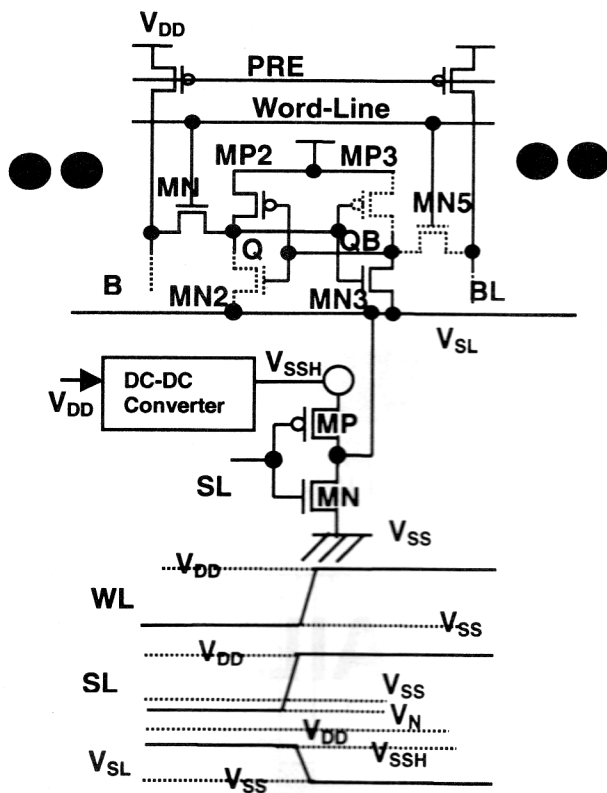 VDD
PRE
Word-Line
MP2 MP3
MN MN5
Q QB
B MN2 MN3 BL
VSL
DC-DC
Converter
VSSH
VDD
MP
SL
MN
VSS
VDD
WL
VSS
VDD
SL
VSS
VN
VDD
VSSH
VSL
VSS